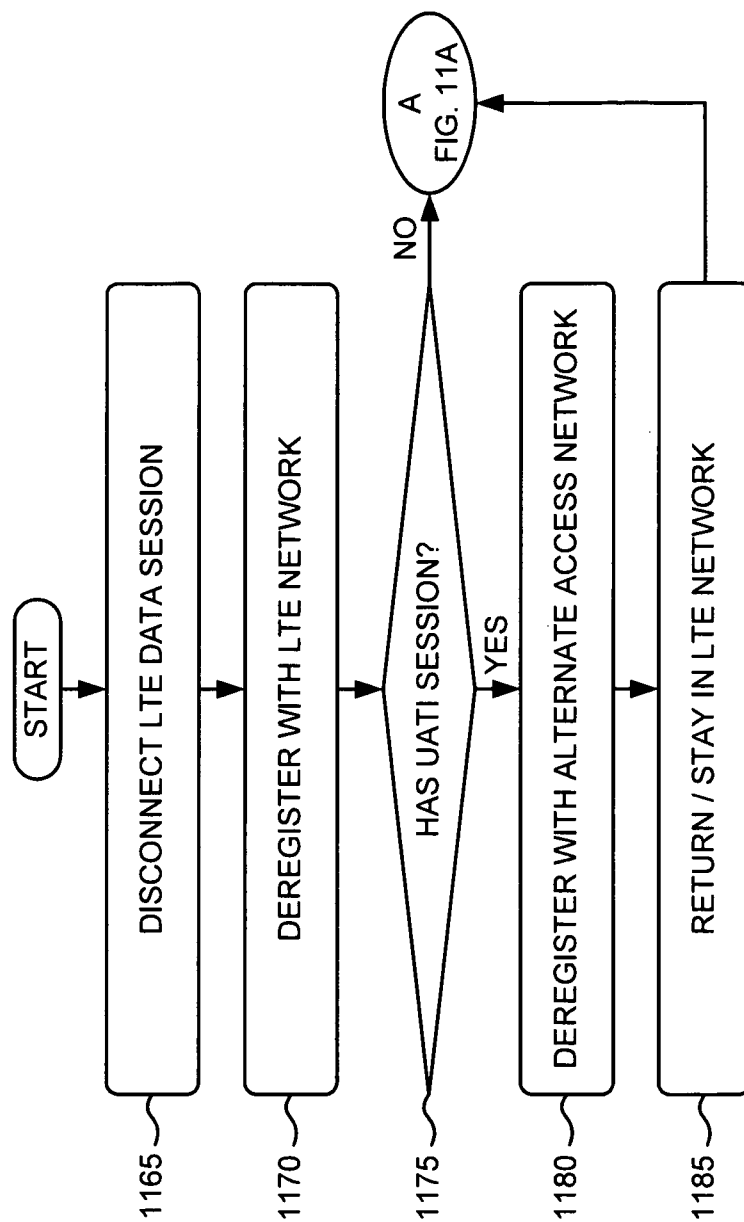 START
1165
DISCONNECT LTE DATA SESSION
1170
DEREGISTER WITH LTE NETWORK
1175
HAS UATI SESSION?
NO
A
FIG. 11A
YES
1180
DEREGISTER WITH ALTERNATE ACCESS NETWORK
1185
RETURN / STAY IN LTE NETWORK